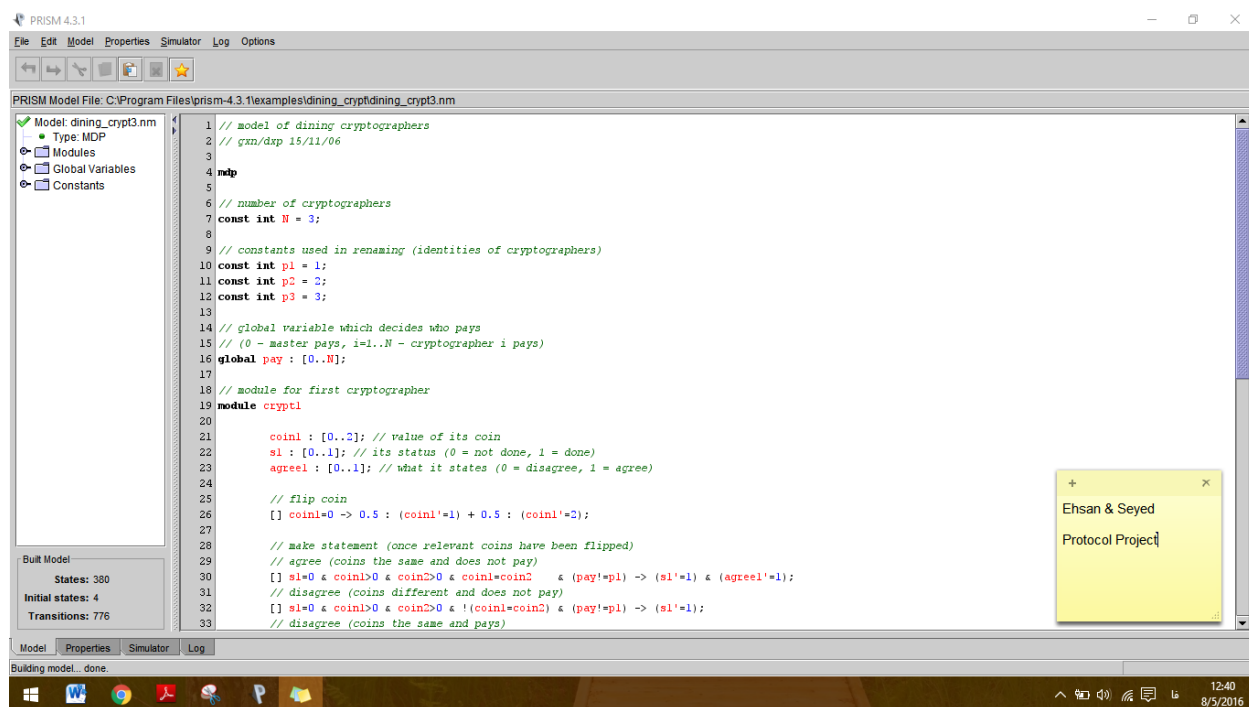 PRISM 4.3.1
File Edit Model Properties Simulator Log Options
PRISM Model File: C:\Program Files\prism-4.3.1\examples\dining_crypt\dining_crypt3.nm
Model: dining_crypt3.nm
Type: MDP
Modules
Global Variables
Constants
1 // model of dining cryptographers
2 // gxn/dxp 15/11/06
3
4 mdp
5
6 // number of cryptographers
7 const int N = 3;
8
9 // constants used in renaming (identities of cryptographers)
10 const int p1 = 1;
11 const int p2 = 2;
12 const int p3 = 3;
13
14 // global variable which decides who pays
15 // (0 - master pays, i=1..N - cryptographer i pays)
16 global pay : [0..N];
17
18 // module for first cryptographer
19 module crypt1
20
21 coin1 : [0..2]; // value of its coin
22 s1 : [0..1]; // its status (0 = not done, 1 = done)
23 agree1 : [0..1]; // what it states (0 = disagree, 1 = agree)
24
25 // flip coin
26 [] coin1=0 -> 0.5 : (coin1'=1) + 0.5 : (coin1'=2);
27
28 // make statement (once relevant coins have been flipped)
29 // agree (coins the same and does not pay)
30 [] s1=0 & coin1>0 & coin2>0 & coin1=coin2 & (pay!=p1) -> (s1'=1) & (agree1'=1);
31 // disagree (coins different and does not pay)
32 [] s1=0 & coin1>0 & coin2>0 & !(coin1=coin2) & (pay!=p1) -> (s1'=1);
33 // disagree (coins the same and pays)
Built Model
States: 380
Initial states: 4
Transitions: 776
Ehsan & Seyed
Protocol Project
Model Properties Simulator Log
Building model... done.
فا
12:40
8/5/2016